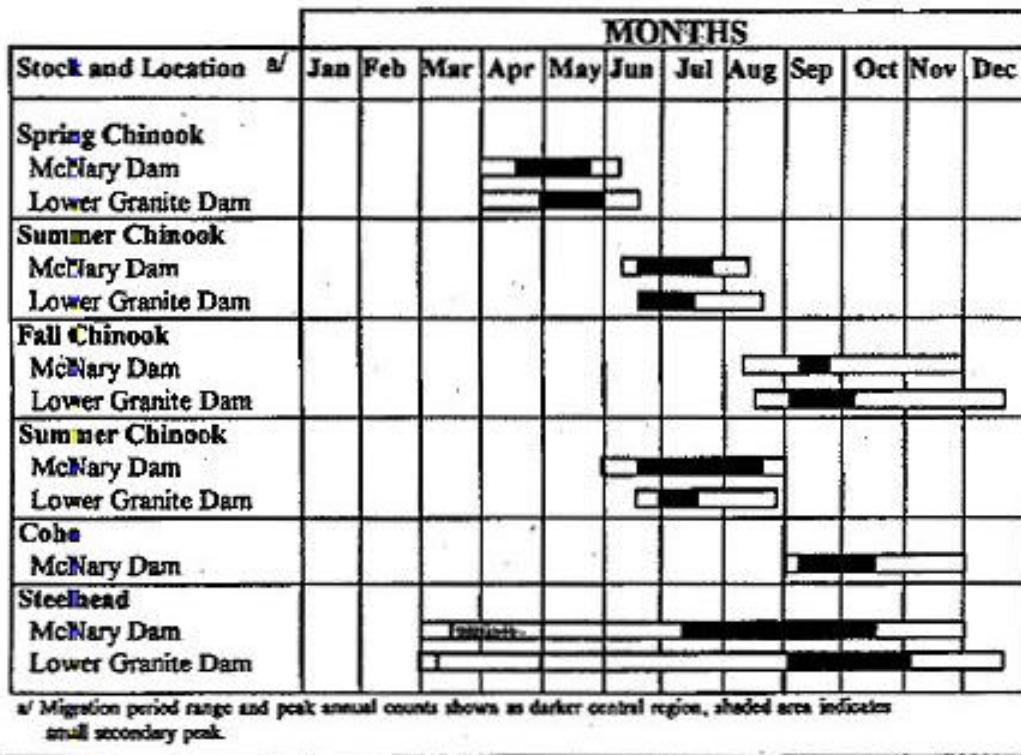 MONTHS
Stock and Location a/ Jan Feb Mar Apr May Jun Jul Aug Sep Oct Nov Dec
Spring Chinook
McNary Dam
Lower Granite Dam
Summer Chinook
McNary Dam
Lower Granite Dam
Fall Chinook
McNary Dam
Lower Granite Dam
Summer Chinook
McNary Dam
Lower Granite Dam
Coho
McNary Dam
Steelhead
McNary Dam
Lower Granite Dam
a/ Migration period range and peak annual counts shown as darker central region, shaded area indicates
small secondary peak.